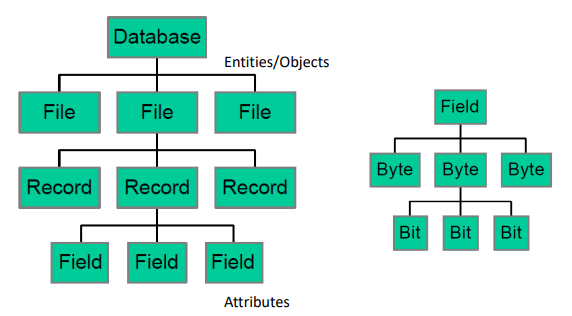 Database
Entities/Objects
File File File
Record Record Record
Field Field Field
Attributes
Field
Byte Byte Byte
Bit Bit Bit